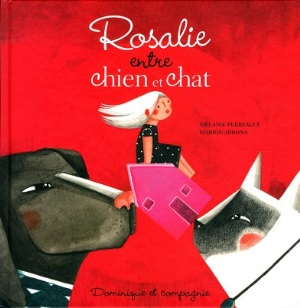 Rosalie
entre
chien et chat
MÉLANIE PERREAULT
MARION ARBONA
Dominique et compagnie